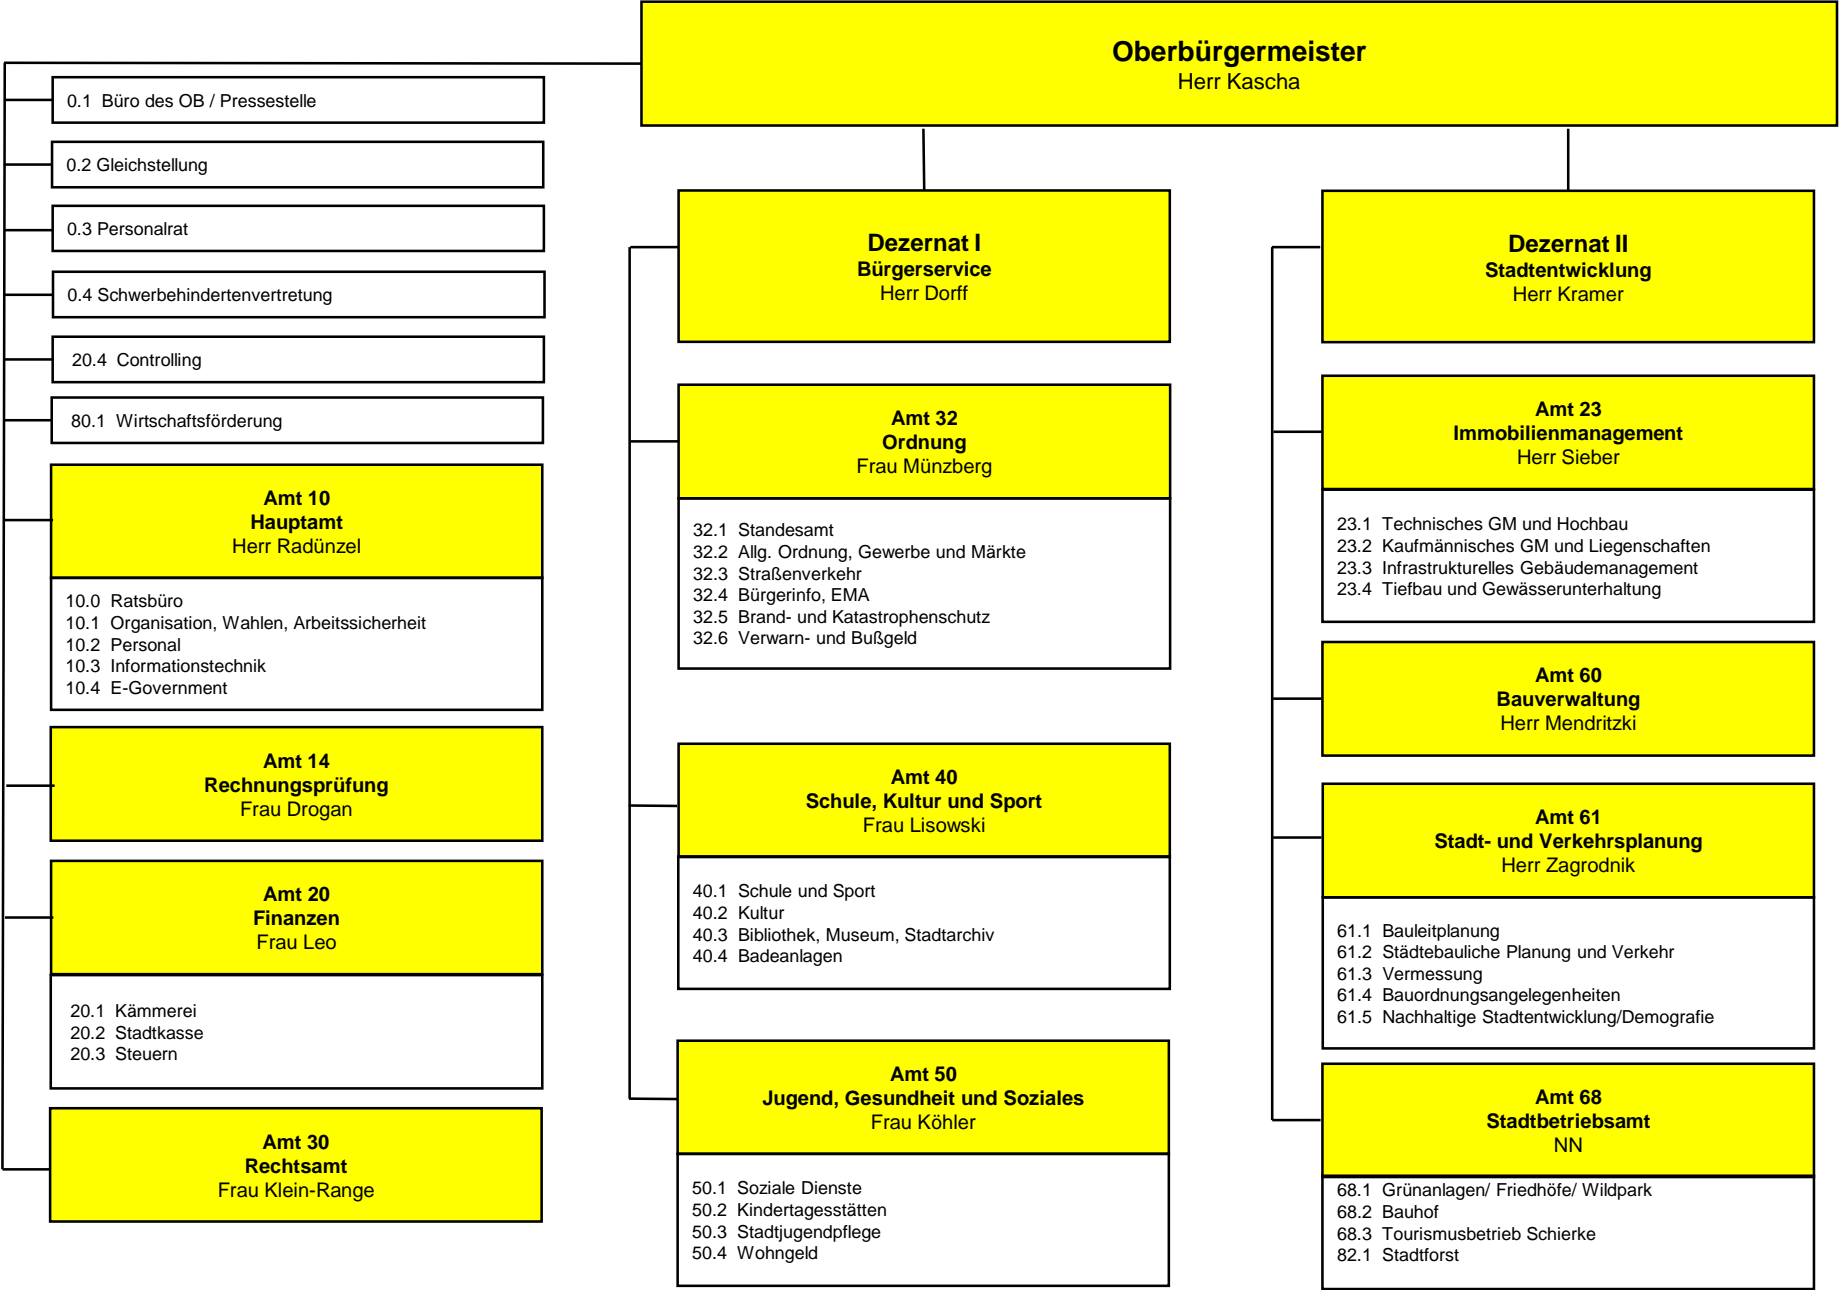 Oberbürgermeister
Herr Kascha
0.1 Büro des OB / Pressestelle
0.2 Gleichstellung
0.3 Personalrat
0.4 Schwerbehindertenvertretung
20.4 Controlling
80.1 Wirtschaftsförderung
Amt 10
Hauptamt
Herr Radünzel
10.0 Ratsbüro
10.1 Organisation, Wahlen, Arbeitssicherheit
10.2 Personal
10.3 Informationstechnik
10.4 E-Government
Amt 14
Rechnungsprüfung
Frau Drogan
Amt 20
Finanzen
Frau Leo
20.1 Kämmerei
20.2 Stadtkasse
20.3 Steuern
Amt 30
Rechtsamt
Frau Klein-Range
Dezernat I
Bürgerservice
Herr Dorff
Amt 32
Ordnung
Frau Münzberg
32.1 Standesamt
32.2 Allg. Ordnung, Gewerbe und Märkte
32.3 Straßenverkehr
32.4 Bürgerinfo, EMA
32.5 Brand- und Katastrophenschutz
32.6 Verwarn- und Bußgeld
Amt 40
Schule, Kultur und Sport
Frau Lisowski
40.1 Schule und Sport
40.2 Kultur
40.3 Bibliothek, Museum, Stadtarchiv
40.4 Badeanlagen
Amt 50
Jugend, Gesundheit und Soziales
Frau Köhler
50.1 Soziale Dienste
50.2 Kindertagesstätten
50.3 Stadtjugendpflege
50.4 Wohngeld
Dezernat II
Stadtentwicklung
Herr Kramer
Amt 23
Immobilienmanagement
Herr Sieber
23.1 Technisches GM und Hochbau
23.2 Kaufmännisches GM und Liegenschaften
23.3 Infrastrukturelles Gebäudemanagement
23.4 Tiefbau und Gewässerunterhaltung
Amt 60
Bauverwaltung
Herr Mendritzki
Amt 61
Stadt- und Verkehrsplanung
Herr Zagrodnik
61.1 Bauleitplanung
61.2 Städtebauliche Planung und Verkehr
61.3 Vermessung
61.4 Bauordnungsangelegenheiten
61.5 Nachhaltige Stadtentwicklung/Demografie
Amt 68
Stadtbetriebsamt
NN
68.1 Grünanlagen/ Friedhöfe/ Wildpark
68.2 Bauhof
68.3 Tourismusbetrieb Schierke
82.1 Stadtforst